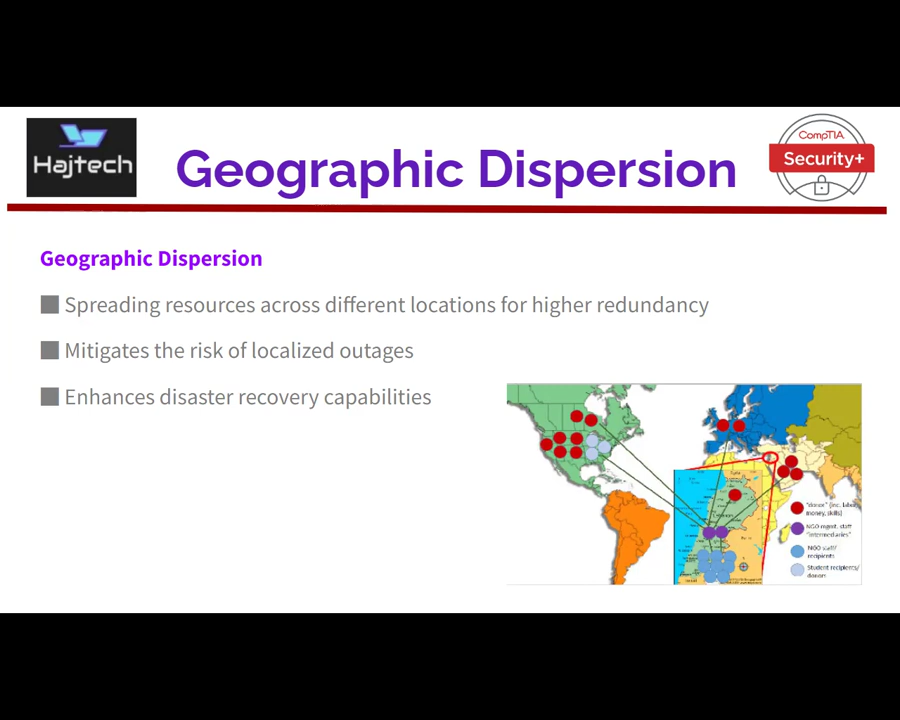 Hajtech
Geographic Dispersion
CompTIA
Security+
Geographic Dispersion
Spreading resources across different locations for higher redundancy
Mitigates the risk of localized outages
Enhances disaster recovery capabilities
"donor" (inc. labor
money, skills)
NGO mgmt. staff
"intermediaries"
NGO staff/
recipients
Student recipients/
donors